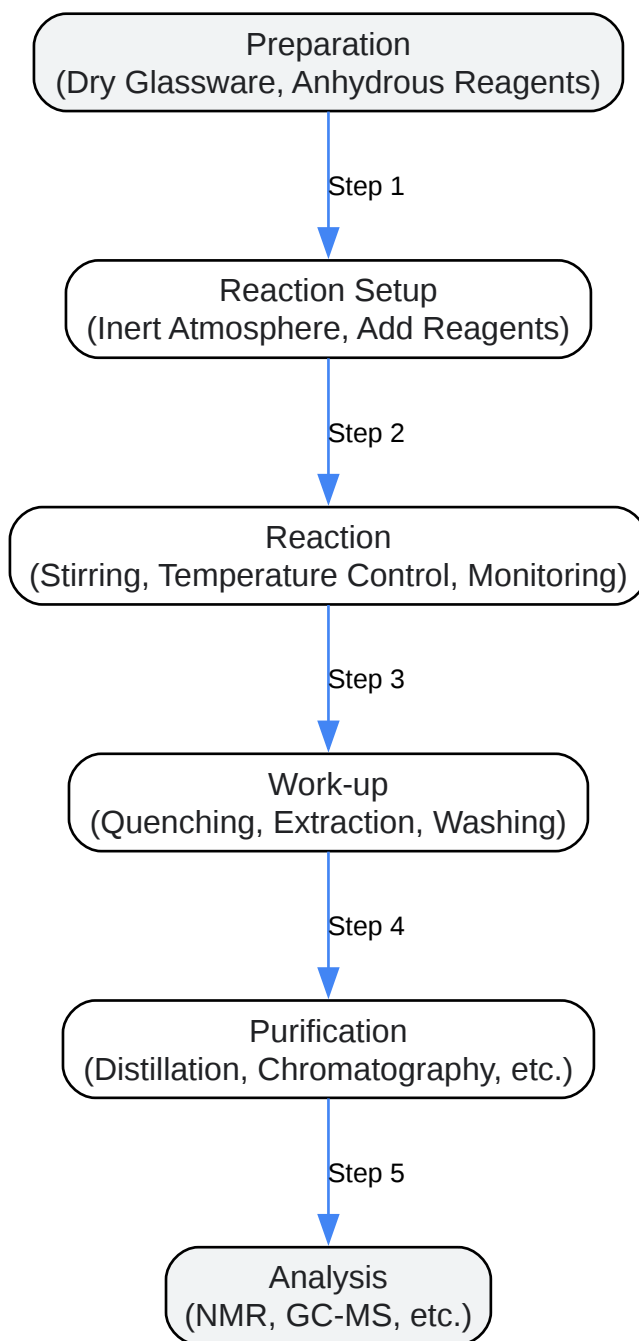 Preparation
(Dry Glassware, Anhydrous Reagents)
Step 1
Reaction Setup
(Inert Atmosphere, Add Reagents)
Step 2
Reaction
(Stirring, Temperature Control, Monitoring)
Step 3
Work-up
(Quenching, Extraction, Washing)
Step 4
Purification
(Distillation, Chromatography, etc.)
Step 5
Analysis
(NMR, GC-MS, etc.)